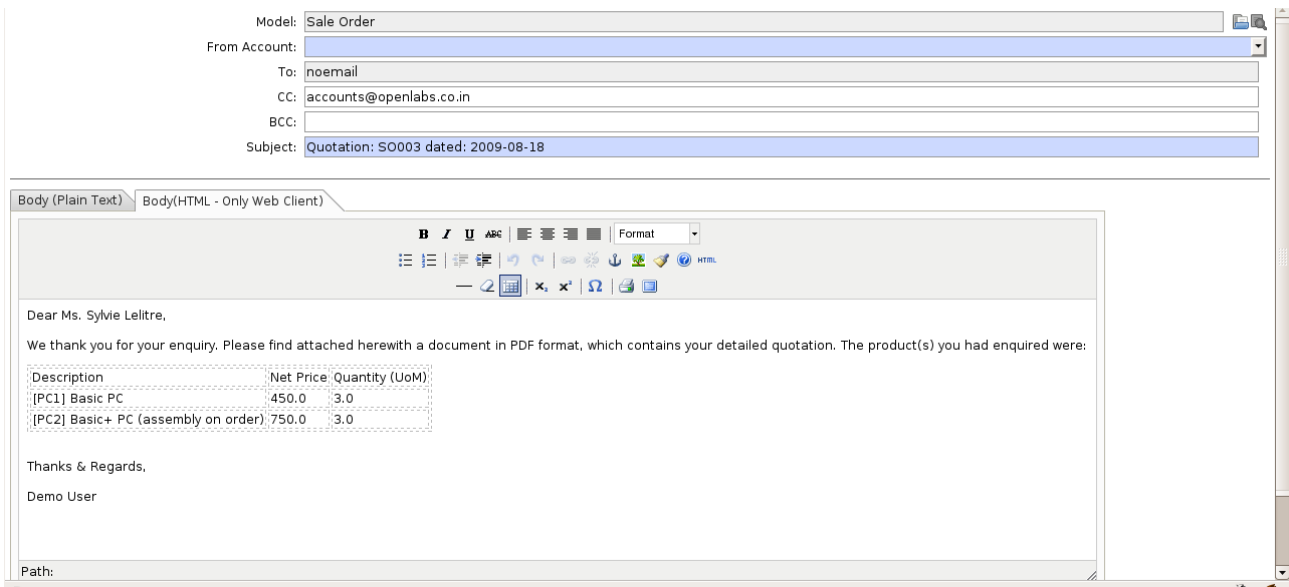 Model: Sale Order
From Account:
To: noemail
CC: accounts@openlabs.co.in
BCC:
Subject: Quotation: SO003 dated: 2009-08-18
Body (Plain Text) Body(HTML - Only Web Client)
B I U ABC Format
HTML
x₂ x² Ω
Dear Ms. Sylvie Lelitre,
We thank you for your enquiry. Please find attached herewith a document in PDF format, which contains your detailed quotation. The product(s) you had enquired were:
Description Net Price Quantity (UoM)
[PC1] Basic PC 450.0 3.0
[PC2] Basic+ PC (assembly on order) 750.0 3.0
Thanks & Regards,
Demo User
Path: